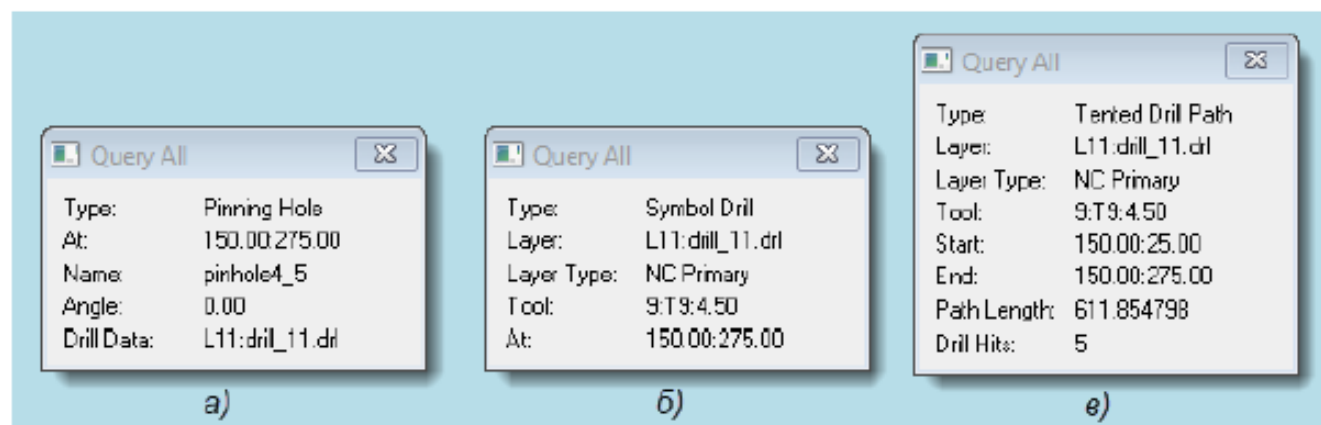 Query All
Type: Pinning Hole
At: 150.00:275.00
Name: pinhole4_5
Angle: 0.00
Drill Data: L11:drill_11.drl
а)
Query All
Type: Symbol Drill
Layer: L11:drill_11.drl
Layer Type: NC Primary
Tool: 9:T9:4.50
At: 150.00:275.00
б)
Query All
Type: Tented Drill Path
Layer: L11:drill_11.drl
Layer Type: NC Primary
Tool: 9:T9:4.50
Start: 150.00:25.00
End: 150.00:275.00
Path Length: 611.854798
Drill Hits: 5
в)